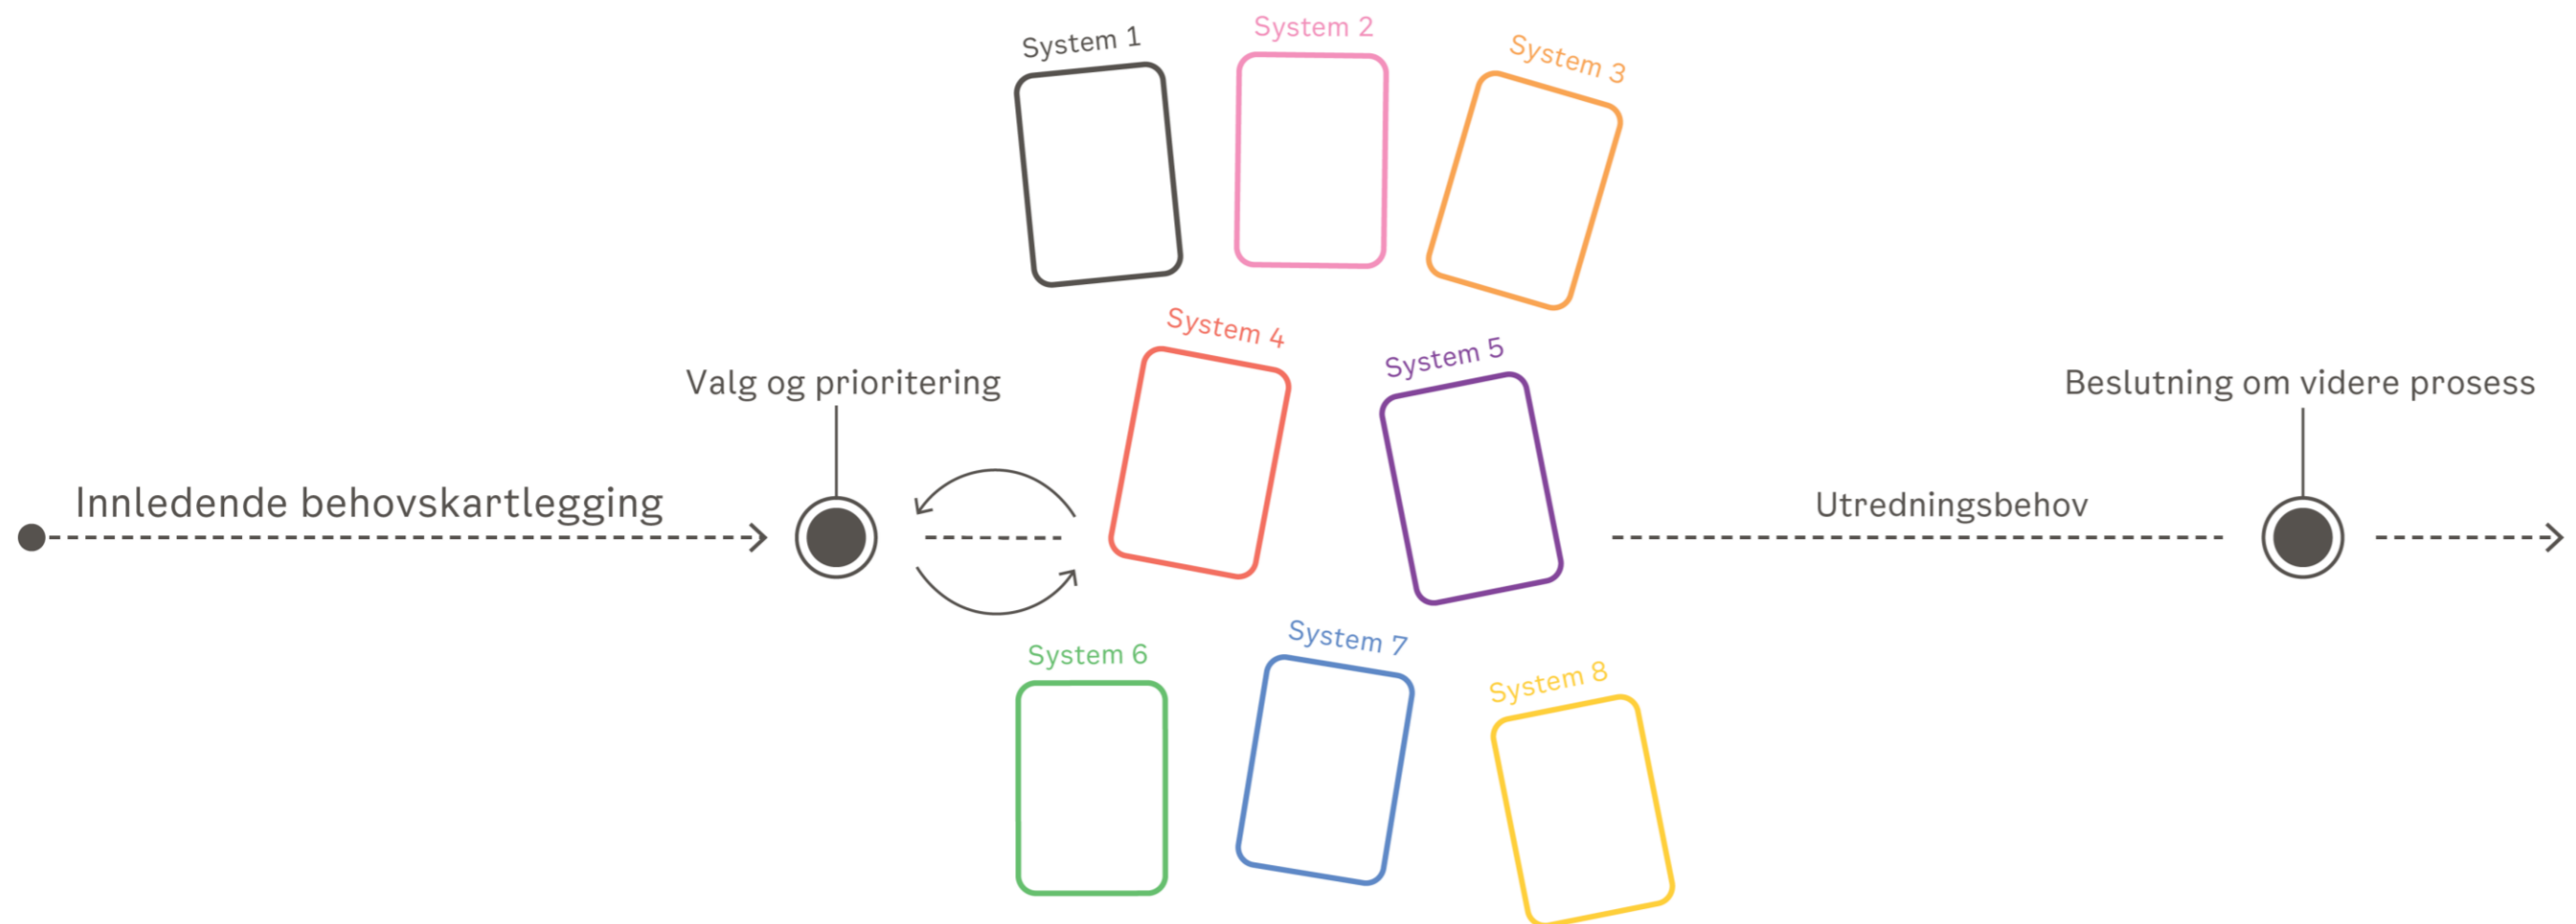 System 1
System 2
System 3
System 4
System 5
Valg og prioritering
Beslutning om videre prosess
Innledende behovskartlegging
Utredningsbehov
System 6
System 7
System 8